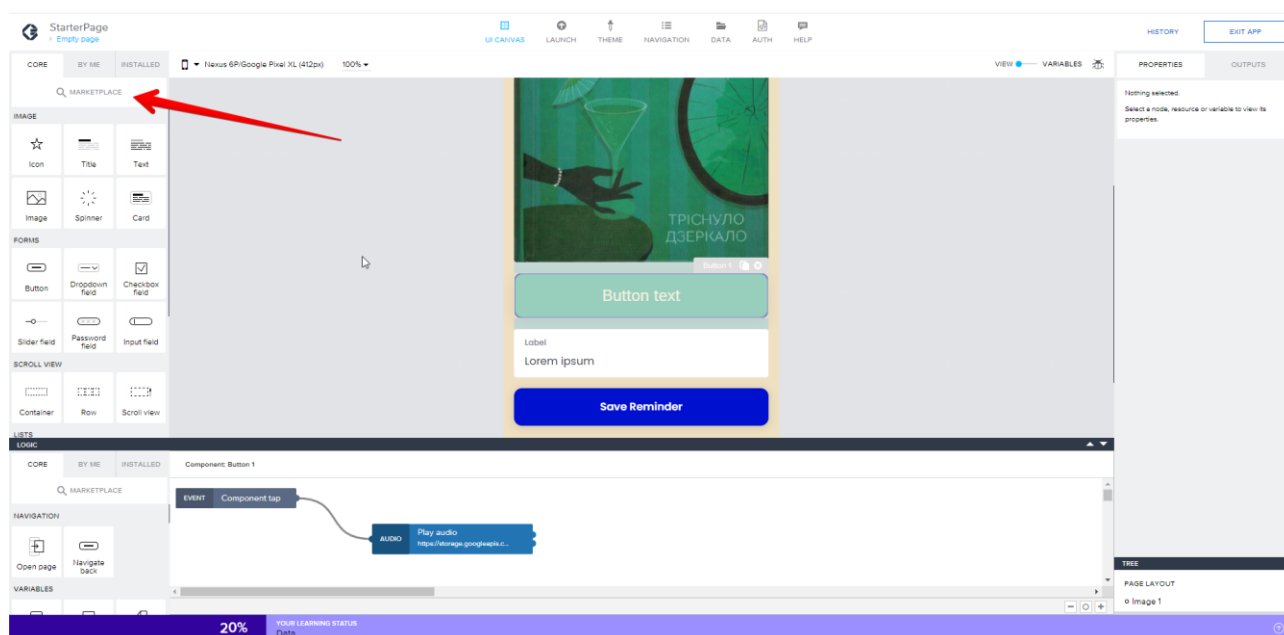 StarterPage
Empty page
UI CANVAS
LAUNCH
THEME
NAVIGATION
DATA
AUTH
HELP
HISTORY
EXIT APP
CORE
BY ME
INSTALLED
Nexus 6P/Google Pixel XL (412px)
100%
VIEW
VARIABLES
PROPERTIES
OUTPUTS
MARKETPLACE
Nothing selected.
Select a node, resource or variable to view its
properties.
IMAGE
Icon
Title
Text
Image
Spinner
Card
FORMS
Button
Dropdown
field
Checkbox
field
Slider field
Password
field
Input field
SCROLL VIEW
Container
Row
Scroll view
LISTS
ТРІСНУЛО
ДЗЕРКАЛО
Button 1
Button text
Label
Lorem ipsum
Save Reminder
LOGIC
CORE
BY ME
INSTALLED
Component: Button 1
MARKETPLACE
EVENT
Component tap
AUDIO
Play audio
https://storage.googleapis.c...
NAVIGATION
Open page
Navigate
back
VARIABLES
TREE
PAGE LAYOUT
Image 1
20%
YOUR LEARNING STATUS
Data